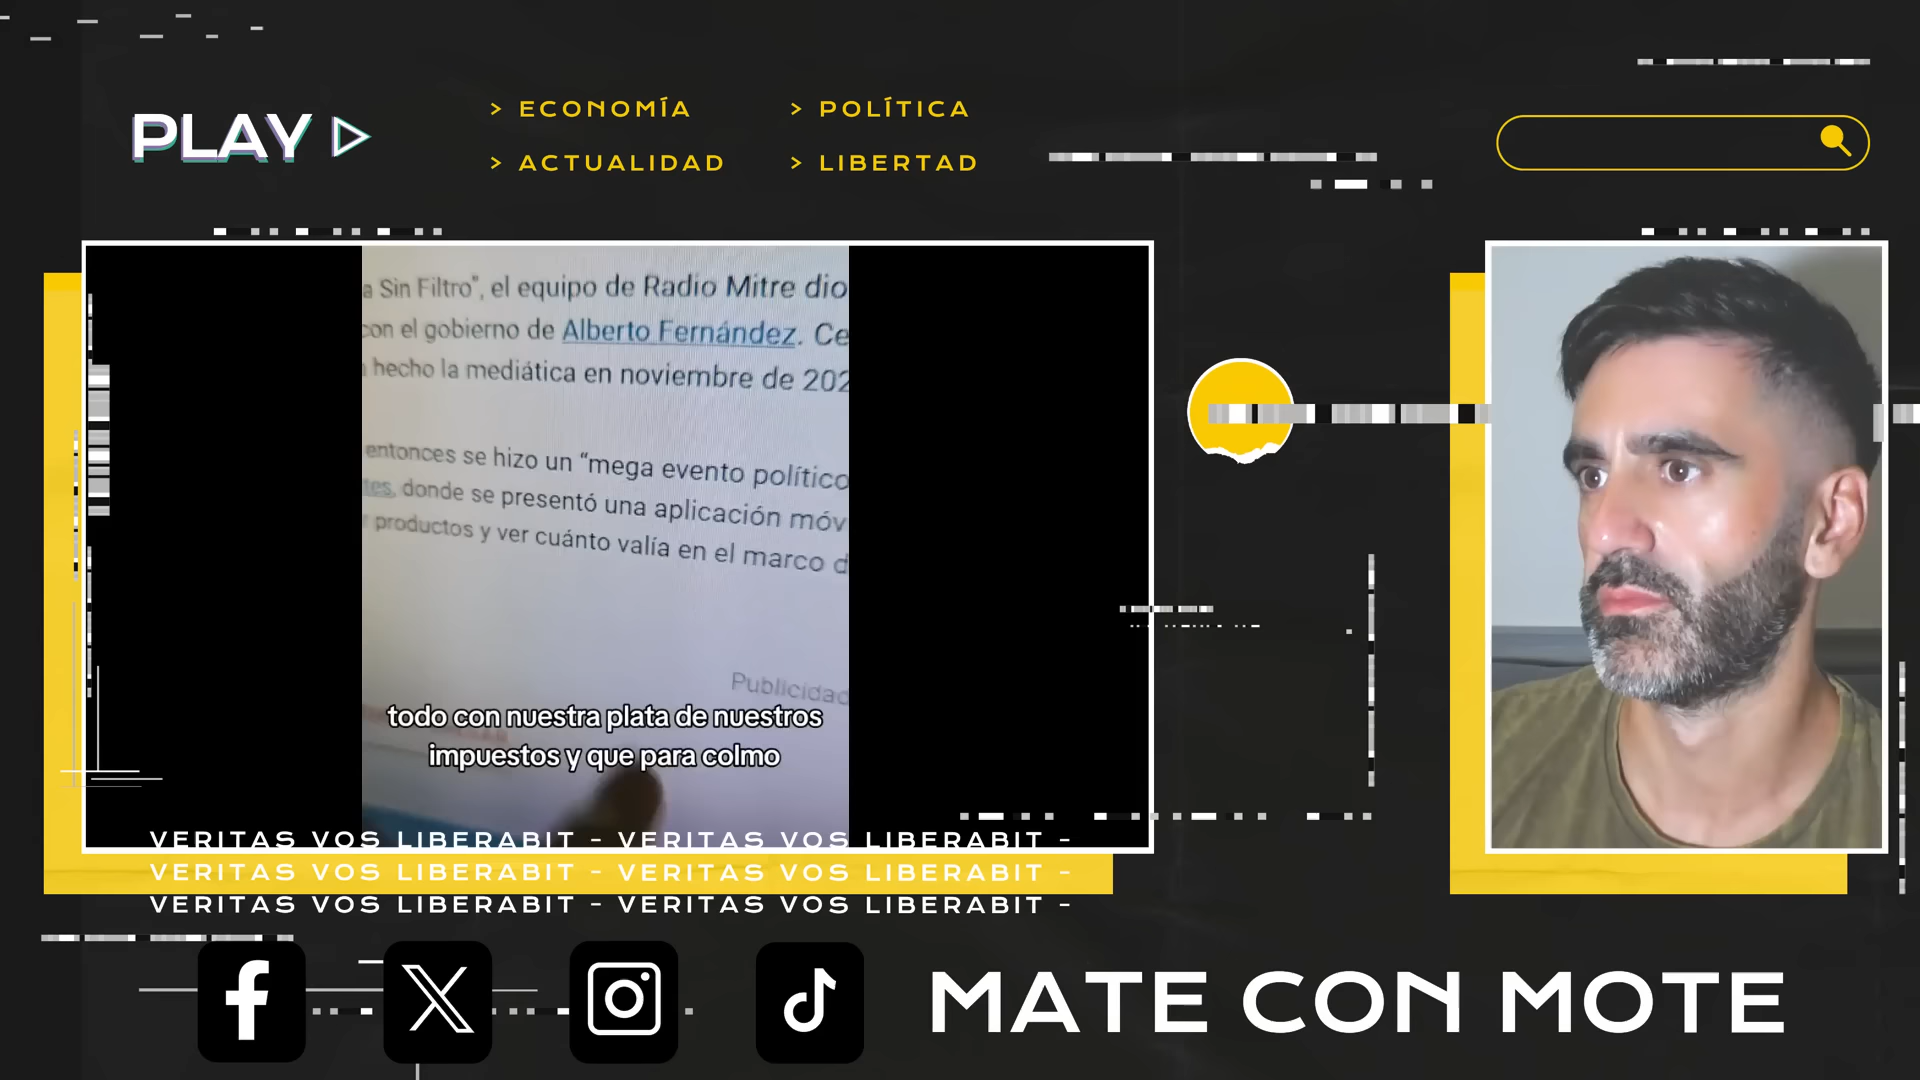 PLAY
> ECONOMÍA
> POLÍTICA
> ACTUALIDAD
> LIBERTAD
a Sin Filtro”, el equipo de Radio Mitre dio
con el gobierno de Alberto Fernández. Ce
hecho la mediática en noviembre de 202
entonces se hizo un “mega evento político
tes, donde se presentó una aplicación móv
productos y ver cuánto valía en el marco d
Publicidad
todo con nuestra plata de nuestros
impuestos y que para colmo
VERITAS VOS LIBERABIT - VERITAS VOS LIBERABIT -
VERITAS VOS LIBERABIT - VERITAS VOS LIBERABIT -
VERITAS VOS LIBERABIT - VERITAS VOS LIBERABIT -
MATE CON MOTE